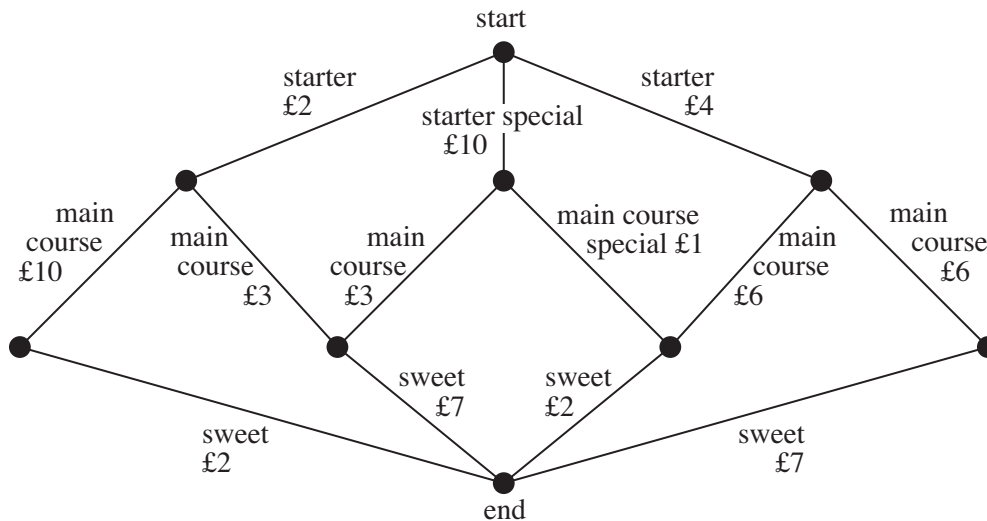 start
starter
£2
starter special
£10
starter
£4
main
course
£10
main
course
£3
main
course
£3
main course
special £1
main
course
£6
main
course
£6
sweet
£2
sweet
£7
sweet
£2
sweet
£7
end